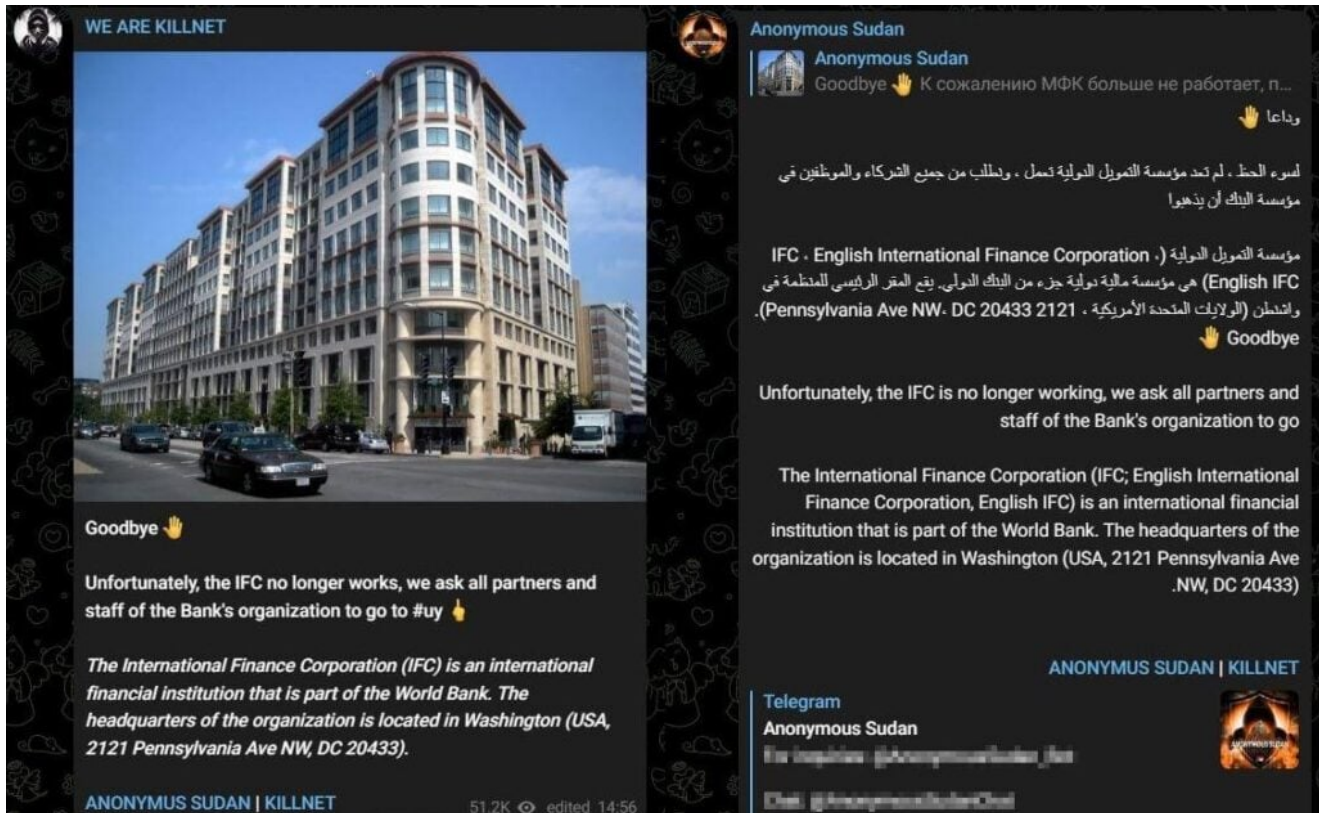 WE ARE KILLNET
Goodbye 🤚
Unfortunately, the IFC no longer works, we ask all partners and
staff of the Bank's organization to go to #uy 🖕
The International Finance Corporation (IFC) is an international
financial institution that is part of the World Bank. The
headquarters of the organization is located in Washington (USA,
2121 Pennsylvania Ave NW, DC 20433).
ANONYMUS SUDAN | KILLNET
51.2K edited 14:56
Anonymous Sudan
Anonymous Sudan
Goodbye 🤚 К сожалению МФК больше не работает, п...
وداعا 🤚
لسوء الحظ ، لم تعد مؤسسة التمويل الدولية تعمل ، ونطلب من جميع الشركاء والموظفين في
مؤسسة البنك أن يذهبوا
مؤسسة التمويل الدولية (، IFC ، English International Finance Corporation
English IFC) هي مؤسسة مالية دولية جزء من البنك الدولي. يقع المقر الرئيسي للمنظمة في
واشنطن (الولايات المتحدة الأمريكية ، 2121 Pennsylvania Ave NW، DC 20433).
🤚 Goodbye
Unfortunately, the IFC is no longer working, we ask all partners and
staff of the Bank's organization to go
The International Finance Corporation (IFC; English International
Finance Corporation, English IFC) is an international financial
institution that is part of the World Bank. The headquarters of the
organization is located in Washington (USA, 2121 Pennsylvania Ave
.NW, DC 20433)
ANONYMUS SUDAN | KILLNET
Telegram
Anonymous Sudan
ANONYMOUS SUDAN